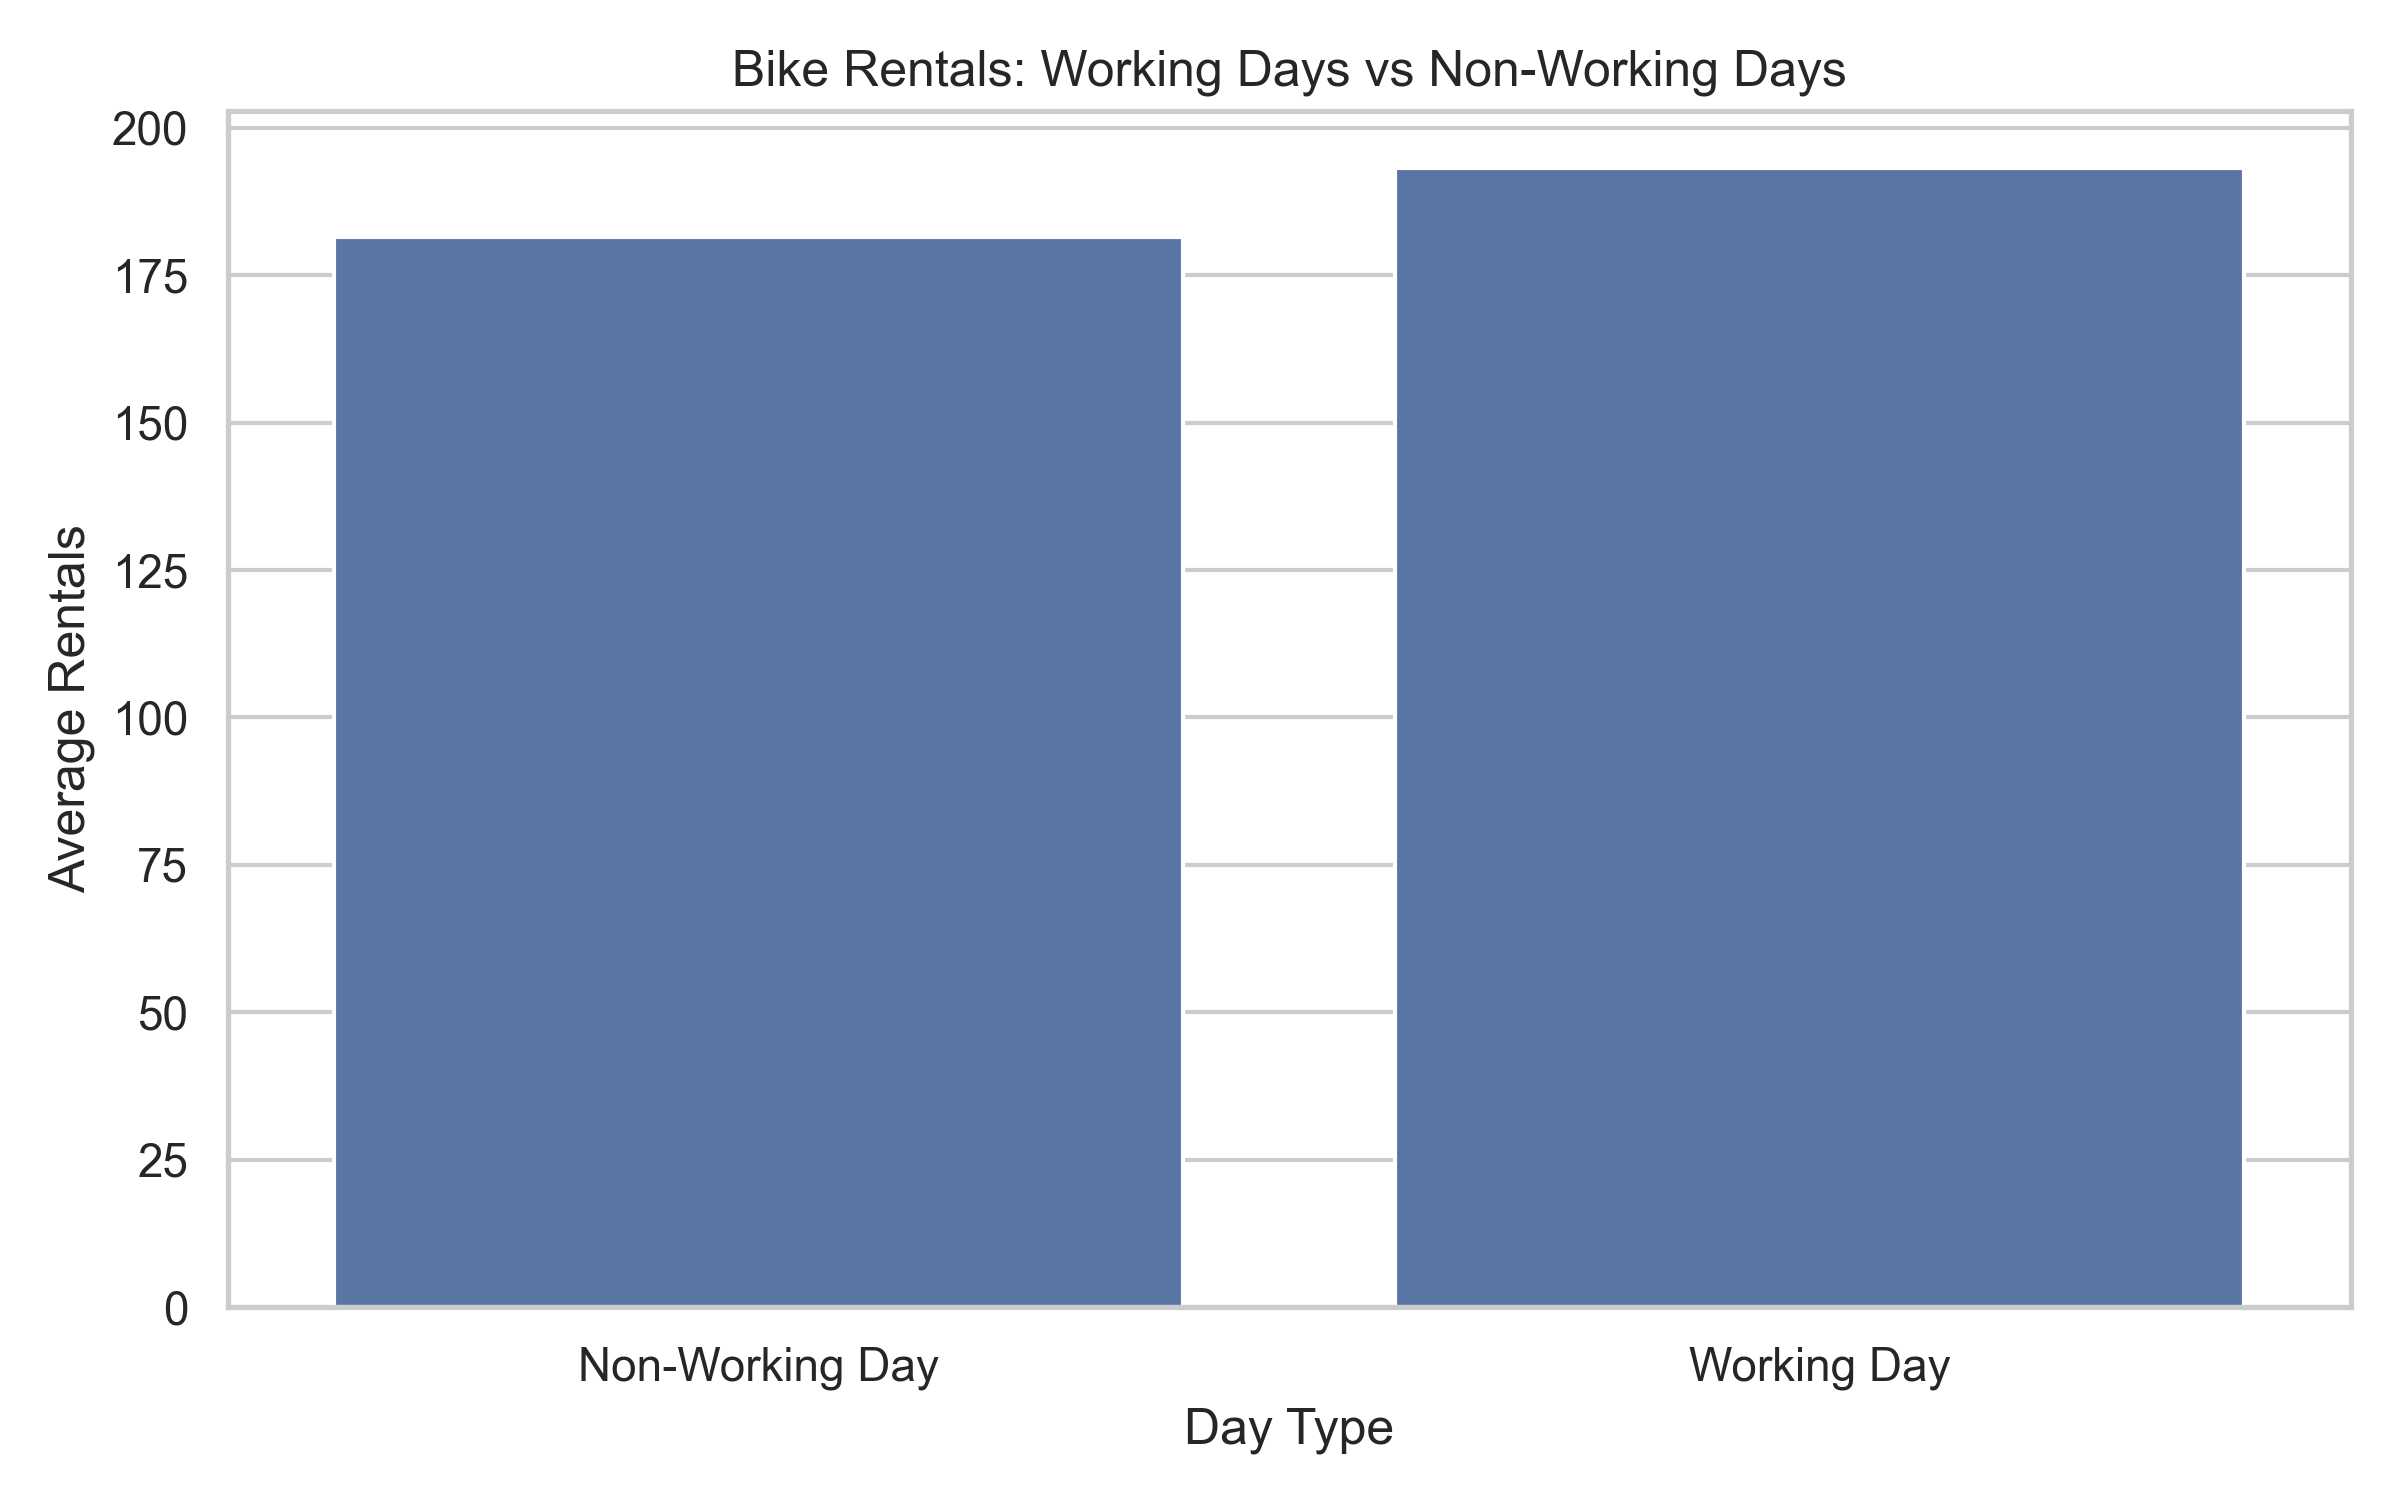 Bike Rentals: Working Days vs Non-Working Days
200
175
150
125
100
75
50
25
0
Average Rentals
Non-Working Day
Working Day
Day Type